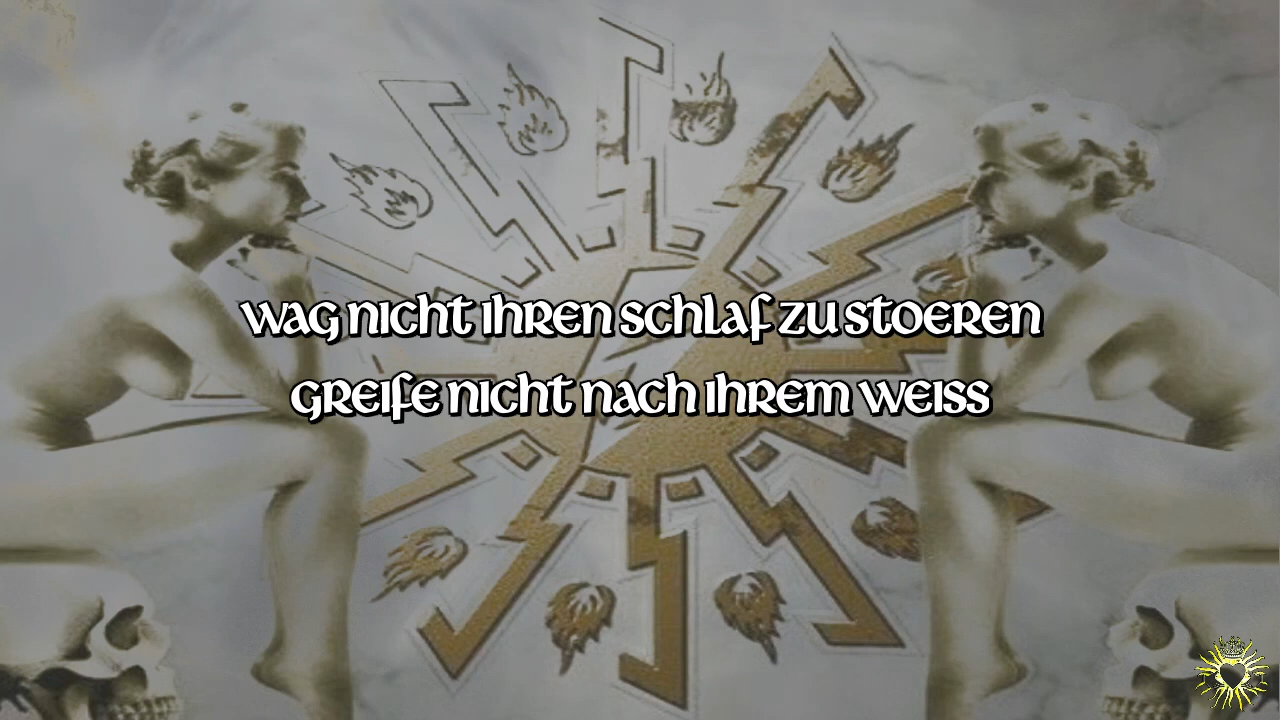 wag nicht ihren schlaf zu stoeren
greife nicht nach ihrem weiss